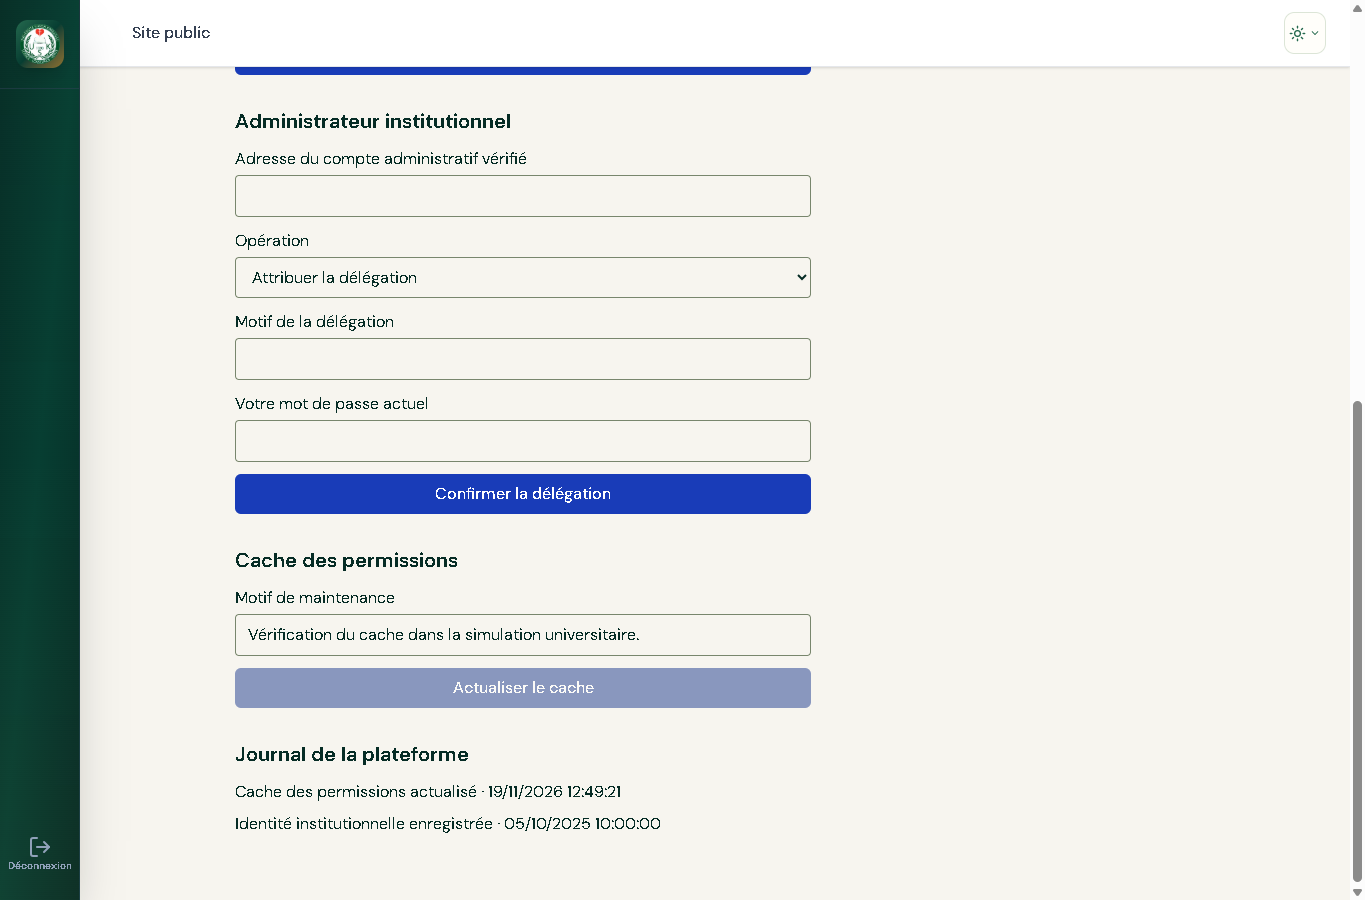 Site public
Administrateur institutionnel
Adresse du compte administratif vérifié
Opération
Attribuer la délégation
Motif de la délégation
Votre mot de passe actuel
Confirmer la délégation
Cache des permissions
Motif de maintenance
Vérification du cache dans la simulation universitaire.
Actualiser le cache
Journal de la plateforme
Cache des permissions actualisé · 19/11/2026 12:49:21
Identité institutionnelle enregistrée · 05/10/2025 10:00:00
Déconnexion